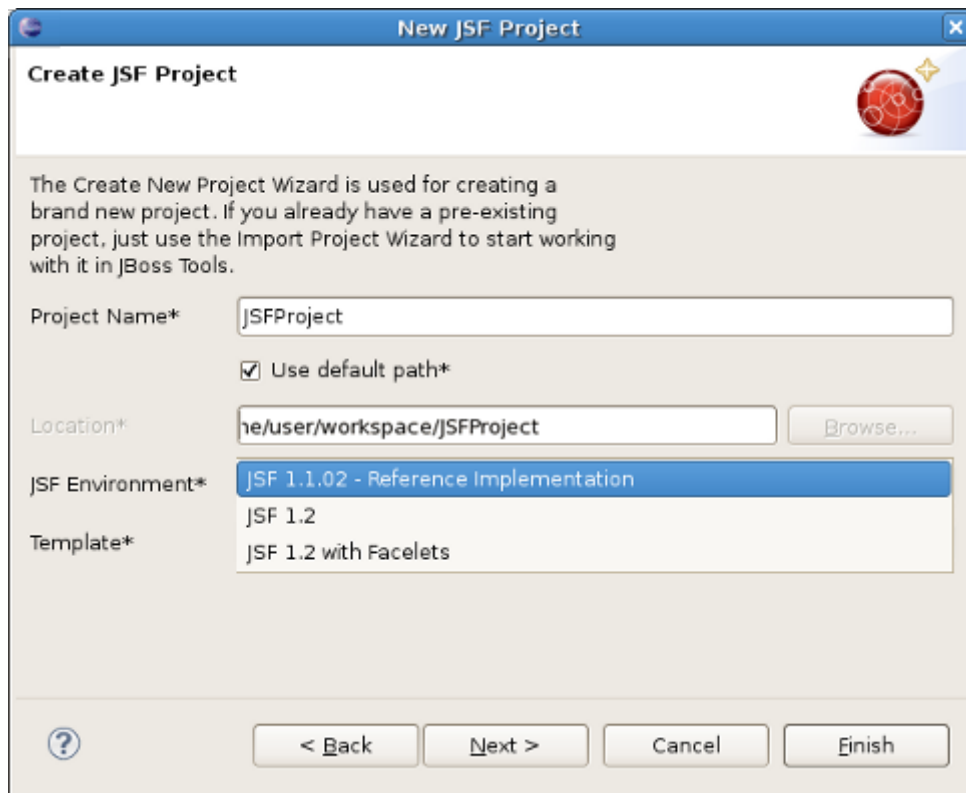 New JSF Project
Create JSF Project
The Create New Project Wizard is used for creating a
brand new project. If you already have a pre-existing
project, just use the Import Project Wizard to start working
with it in JBoss Tools.
Project Name*
JSFProject
Use default path*
Location*
ne/user/workspace/JSFProject
Browse...
JSF Environment*
JSF 1.1.02 - Reference Implementation
JSF 1.2
Template*
JSF 1.2 with Facelets
?
< Back
Next >
Cancel
Finish